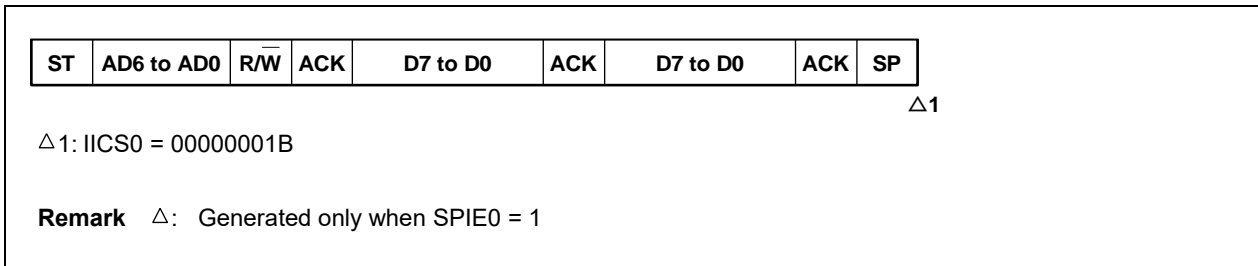 ST AD6 to AD0 R/W̅ ACK D7 to D0 ACK D7 to D0 ACK SP
△1
△1: IICS0 = 00000001B
Remark △: Generated only when SPIE0 = 1